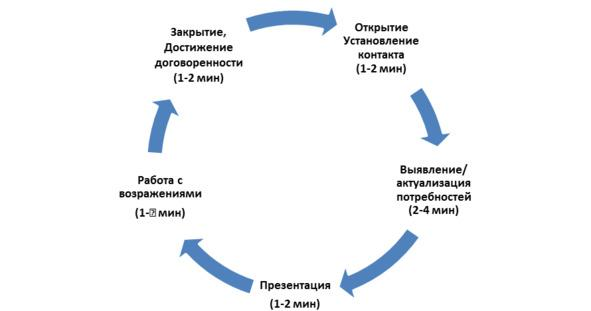 Открытие
Установление
контакта
(1-2 мин)
Выявление/
актуализация
потребностей
(2-4 мин)
Презентация
(1-2 мин)
Работа с
возражениями
(1- мин)
Закрытие,
Достижение
договоренности
(1-2 мин)